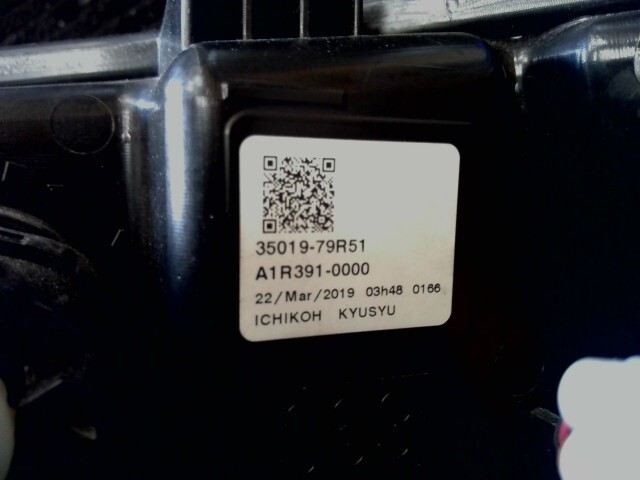 35019-79R51
A1R391-0000
22/Mar/2019 03h48 0166
ICHIKOH KYUSYU